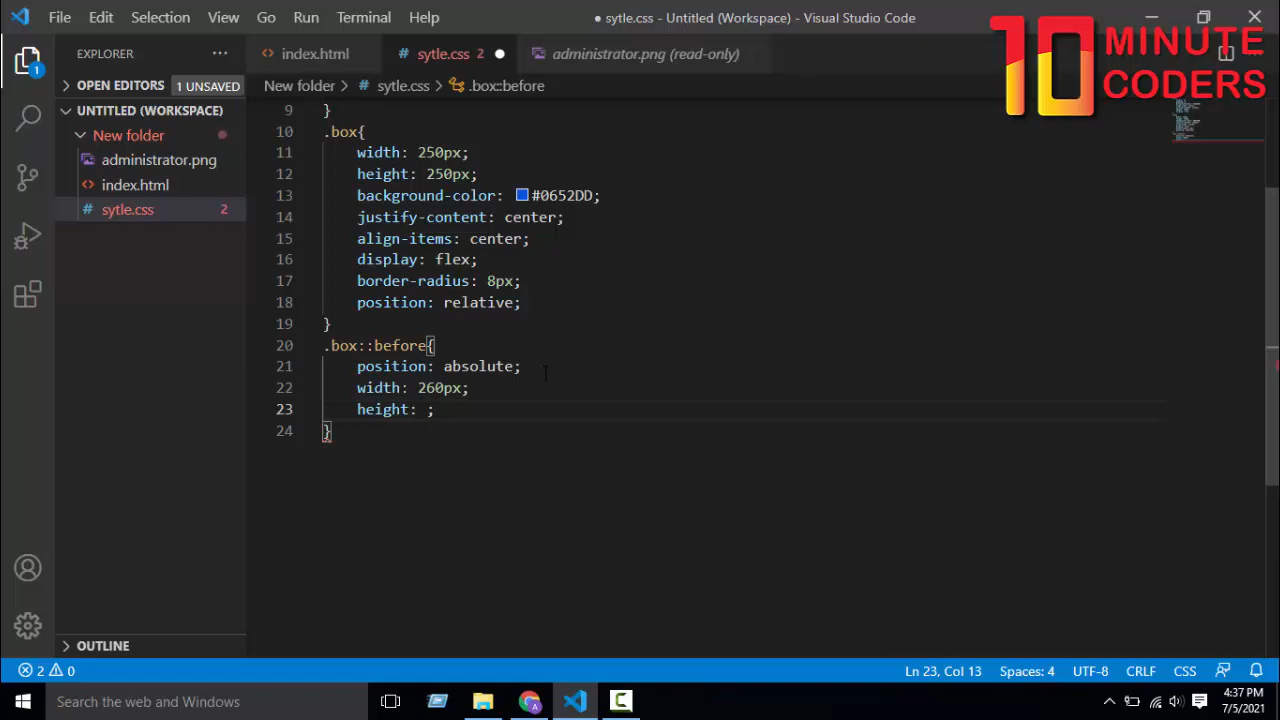 File Edit Selection View Go Run Terminal Help
● sytle.css - Untitled (Workspace) - Visual Studio Code
10 MINUTE
CODERS
EXPLORER ...
index.html
# sytle.css 2 ●
administrator.png (read-only)
OPEN EDITORS 1 UNSAVED
New folder > sytle.css > .box::before
UNTITLED (WORKSPACE)
New folder
administrator.png
index.html
# sytle.css 2
1
9 }
10 .box{
11 width: 250px;
12 height: 250px;
13 background-color: #0652DD;
14 justify-content: center;
15 align-items: center;
16 display: flex;
17 border-radius: 8px;
18 position: relative;
19 }
20 .box::before{
21 position: absolute;
22 width: 260px;
23 height: ;
24 }
OUTLINE
2 0
Ln 23, Col 13 Spaces: 4 UTF-8 CRLF CSS
Search the web and Windows
4:37 PM
7/5/2021